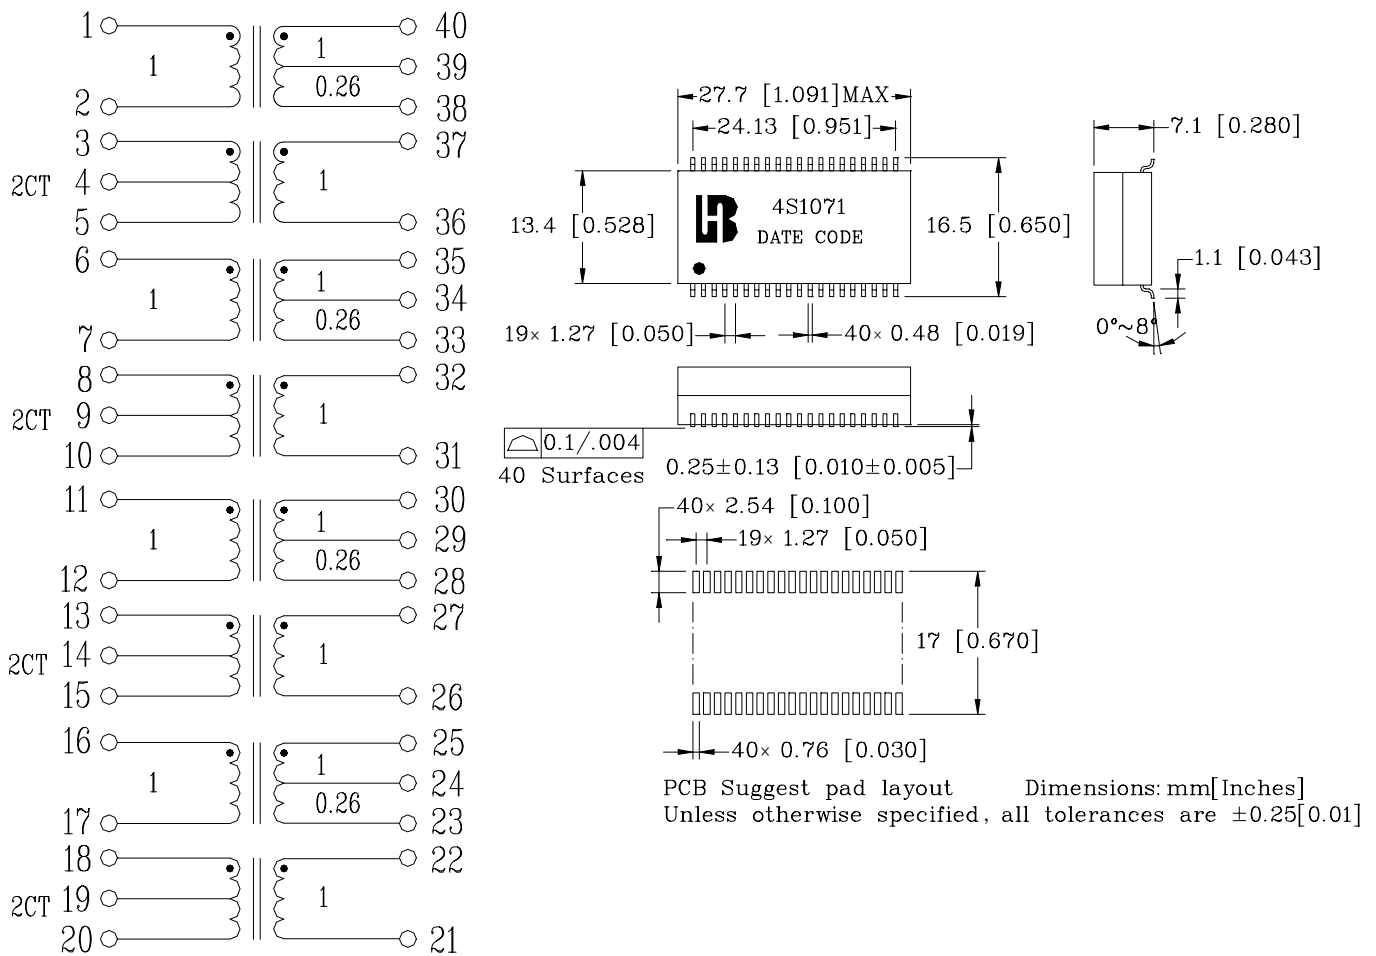 1 40
1 1 39
0.26
2 38
3 37
2CT 4 1
5 36
6 35
1 1 34
0.26
7 33
8 32
2CT 9 1
10 31
11 30
1 1 29
0.26
12 28
13 27
2CT 14 1
15 26
16 25
1 1 24
0.26
17 23
18 22
2CT 19 1
20 21
27.7 [1.091]MAX
24.13 [0.951]
13.4 [0.528]
HB
4S1071
DATE CODE
16.5 [0.650]
19× 1.27 [0.050]
40× 0.48 [0.019]
7.1 [0.280]
1.1 [0.043]
0°~8°
0.1/.004
40 Surfaces
0.25±0.13 [0.010±0.005]
40× 2.54 [0.100]
19× 1.27 [0.050]
17 [0.670]
40× 0.76 [0.030]
PCB Suggest pad layout Dimensions: mm[Inches]
Unless otherwise specified, all tolerances are ±0.25[0.01]